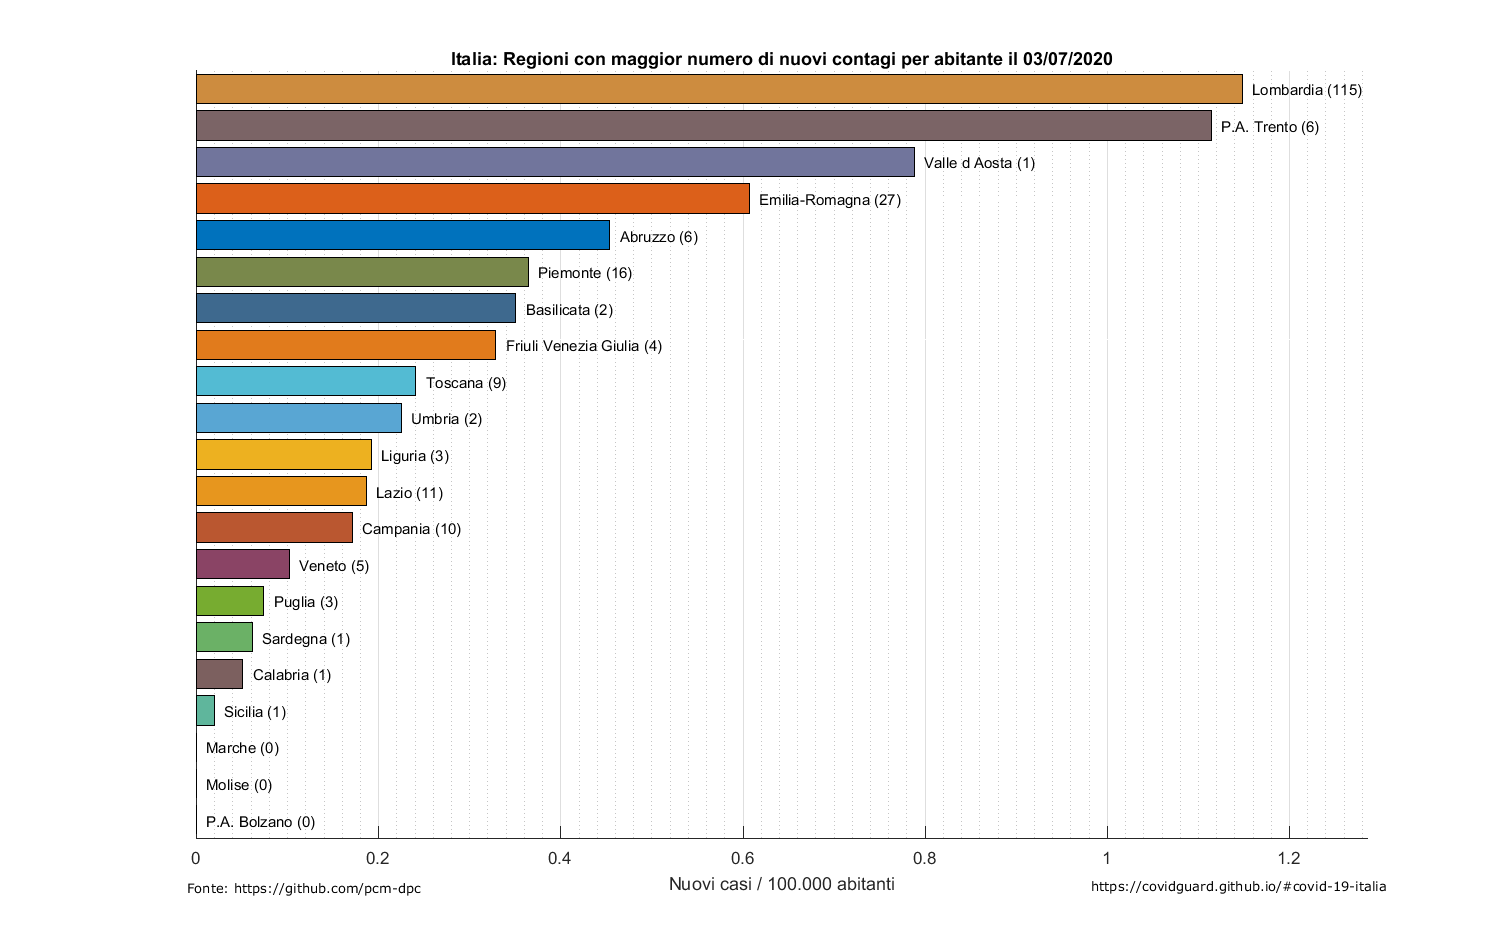 Italia: Regioni con maggior numero di nuovi contagi per abitante il 03/07/2020
Lombardia (115)
P.A. Trento (6)
Valle d Aosta (1)
Emilia-Romagna (27)
Abruzzo (6)
Piemonte (16)
Basilicata (2)
Friuli Venezia Giulia (4)
Toscana (9)
Umbria (2)
Liguria (3)
Lazio (11)
Campania (10)
Veneto (5)
Puglia (3)
Sardegna (1)
Calabria (1)
Sicilia (1)
Marche (0)
Molise (0)
P.A. Bolzano (0)
0 0.2 0.4 0.6 0.8 1 1.2
Nuovi casi / 100.000 abitanti
Fonte: https://github.com/pcm-dpc
https://covidguard.github.io/#covid-19-italia